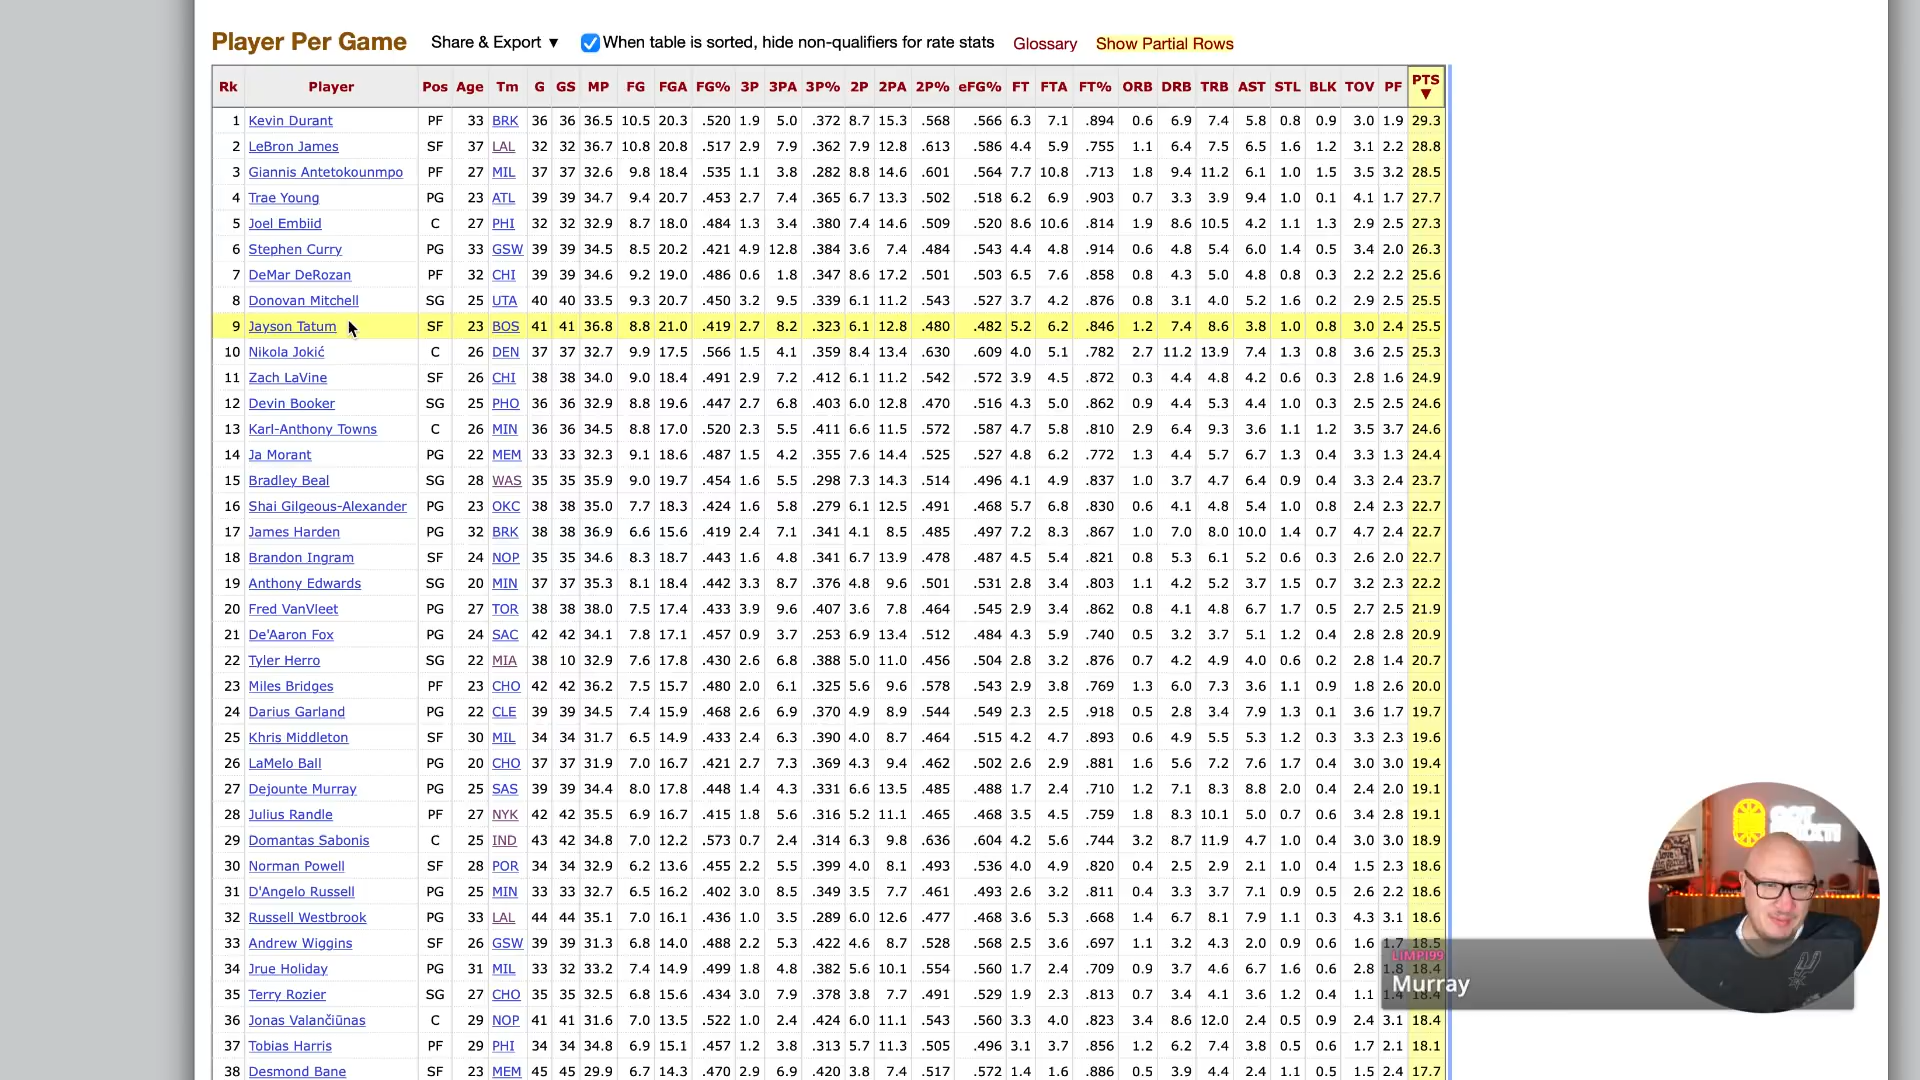 Player Per Game Share & Export ▼ When table is sorted, hide non-qualifiers for rate stats Glossary Show Partial Rows
Rk Player Pos Age Tm G GS MP FG FGA FG% 3P 3PA 3P% 2P 2PA 2P% eFG% FT FTA FT% ORB DRB TRB AST STL BLK TOV PF PTS ▼
1 Kevin Durant PF 33 BRK 36 36 36.5 10.5 20.3 .520 1.9 5.0 .372 8.7 15.3 .568 .566 6.3 7.1 .894 0.6 6.9 7.4 5.8 0.8 0.9 3.0 1.9 29.3
2 LeBron James SF 37 LAL 32 32 36.7 10.8 20.8 .517 2.9 7.9 .362 7.9 12.8 .613 .586 4.4 5.9 .755 1.1 6.4 7.5 6.5 1.6 1.2 3.1 2.2 28.8
3 Giannis Antetokounmpo PF 27 MIL 37 37 32.6 9.8 18.4 .535 1.1 3.8 .282 8.8 14.6 .601 .564 7.7 10.8 .713 1.8 9.4 11.2 6.1 1.0 1.5 3.5 3.2 28.5
4 Trae Young PG 23 ATL 39 39 34.7 9.4 20.7 .453 2.7 7.4 .365 6.7 13.3 .502 .518 6.2 6.9 .903 0.7 3.3 3.9 9.4 1.0 0.1 4.1 1.7 27.7
5 Joel Embiid C 27 PHI 32 32 32.9 8.7 18.0 .484 1.3 3.4 .380 7.4 14.6 .509 .520 8.6 10.6 .814 1.9 8.6 10.5 4.2 1.1 1.3 2.9 2.5 27.3
6 Stephen Curry PG 33 GSW 39 39 34.5 8.5 20.2 .421 4.9 12.8 .384 3.6 7.4 .484 .543 4.4 4.8 .914 0.6 4.8 5.4 6.0 1.4 0.5 3.4 2.0 26.3
7 DeMar DeRozan PF 32 CHI 39 39 34.6 9.2 19.0 .486 0.6 1.8 .347 8.6 17.2 .501 .503 6.5 7.6 .858 0.8 4.3 5.0 4.8 0.8 0.3 2.2 2.2 25.6
8 Donovan Mitchell SG 25 UTA 40 40 33.5 9.3 20.7 .450 3.2 9.5 .339 6.1 11.2 .543 .527 3.7 4.2 .876 0.8 3.1 4.0 5.2 1.6 0.2 2.9 2.5 25.5
9 Jayson Tatum SF 23 BOS 41 41 36.8 8.8 21.0 .419 2.7 8.2 .323 6.1 12.8 .480 .482 5.2 6.2 .846 1.2 7.4 8.6 3.8 1.0 0.8 3.0 2.4 25.5
10 Nikola Jokić C 26 DEN 37 37 32.7 9.9 17.5 .566 1.5 4.1 .359 8.4 13.4 .630 .609 4.0 5.1 .782 2.7 11.2 13.9 7.4 1.3 0.8 3.6 2.5 25.3
11 Zach LaVine SF 26 CHI 38 38 34.0 9.0 18.4 .491 2.9 7.2 .412 6.1 11.2 .542 .572 3.9 4.5 .872 0.3 4.4 4.8 4.2 0.6 0.3 2.8 1.6 24.9
12 Devin Booker SG 25 PHO 36 36 32.9 8.8 19.6 .447 2.7 6.8 .403 6.0 12.8 .470 .516 4.3 5.0 .862 0.9 4.4 5.3 4.4 1.0 0.3 2.5 2.5 24.6
13 Karl-Anthony Towns C 26 MIN 36 36 34.5 8.8 17.0 .520 2.3 5.5 .411 6.6 11.5 .572 .587 4.7 5.8 .810 2.9 6.4 9.3 3.6 1.1 1.2 3.5 3.7 24.6
14 Ja Morant PG 22 MEM 33 33 32.3 9.1 18.6 .487 1.5 4.2 .355 7.6 14.4 .525 .527 4.8 6.2 .772 1.3 4.4 5.7 6.7 1.3 0.4 3.3 1.3 24.4
15 Bradley Beal SG 28 WAS 35 35 35.9 9.0 19.7 .454 1.6 5.5 .298 7.3 14.3 .514 .496 4.1 4.9 .837 1.0 3.7 4.7 6.4 0.9 0.4 3.3 2.4 23.7
16 Shai Gilgeous-Alexander PG 23 OKC 38 38 35.0 7.7 18.3 .424 1.6 5.8 .279 6.1 12.5 .491 .468 5.7 6.8 .830 0.6 4.1 4.8 5.4 1.0 0.8 2.4 2.3 22.7
17 James Harden PG 32 BRK 38 38 36.9 6.6 15.6 .419 2.4 7.1 .341 4.1 8.5 .485 .497 7.2 8.3 .867 1.0 7.0 8.0 10.0 1.4 0.7 4.7 2.4 22.7
18 Brandon Ingram SF 24 NOP 35 35 34.6 8.3 18.7 .443 1.6 4.8 .341 6.7 13.9 .478 .487 4.5 5.4 .821 0.8 5.3 6.1 5.2 0.6 0.3 2.6 2.0 22.7
19 Anthony Edwards SG 20 MIN 37 37 35.3 8.1 18.4 .442 3.3 8.7 .376 4.8 9.6 .501 .531 2.8 3.4 .803 1.1 4.2 5.2 3.7 1.5 0.7 3.2 2.3 22.2
20 Fred VanVleet PG 27 TOR 38 38 38.0 7.5 17.4 .433 3.9 9.6 .407 3.6 7.8 .464 .545 2.9 3.4 .862 0.8 4.1 4.8 6.7 1.7 0.5 2.7 2.5 21.9
21 De'Aaron Fox PG 24 SAC 42 42 34.1 7.8 17.1 .457 0.9 3.7 .253 6.9 13.4 .512 .484 4.3 5.9 .740 0.5 3.2 3.7 5.1 1.2 0.4 2.8 2.8 20.9
22 Tyler Herro SG 22 MIA 38 10 32.9 7.6 17.8 .430 2.6 6.8 .388 5.0 11.0 .456 .504 2.8 3.2 .876 0.7 4.2 4.9 4.0 0.6 0.2 2.8 1.4 20.7
23 Miles Bridges PF 23 CHO 42 42 36.2 7.5 15.7 .480 2.0 6.1 .325 5.6 9.6 .578 .543 2.9 3.8 .769 1.3 6.0 7.3 3.6 1.1 0.9 1.8 2.6 20.0
24 Darius Garland PG 22 CLE 39 39 34.5 7.4 15.9 .468 2.6 6.9 .370 4.9 8.9 .544 .549 2.3 2.5 .918 0.5 2.8 3.4 7.9 1.3 0.1 3.6 1.7 19.7
25 Khris Middleton SF 30 MIL 34 34 31.7 6.5 14.9 .433 2.4 6.3 .390 4.0 8.7 .464 .515 4.2 4.7 .893 0.6 4.9 5.5 5.3 1.2 0.3 3.3 2.3 19.6
26 LaMelo Ball PG 20 CHO 37 37 31.9 7.0 16.7 .421 2.7 7.3 .369 4.3 9.4 .462 .502 2.6 2.9 .881 1.6 5.6 7.2 7.6 1.7 0.4 3.0 3.0 19.4
27 Dejounte Murray PG 25 SAS 39 39 34.4 8.0 17.8 .448 1.4 4.3 .331 6.6 13.5 .485 .488 1.7 2.4 .710 1.2 7.1 8.3 8.8 2.0 0.4 2.4 2.0 19.1
28 Julius Randle PF 27 NYK 42 42 35.5 6.9 16.7 .415 1.8 5.6 .316 5.2 11.1 .465 .468 3.5 4.5 .759 1.8 8.3 10.1 5.0 0.7 0.6 3.4 2.8 19.1
29 Domantas Sabonis C 25 IND 43 42 34.8 7.0 12.2 .573 0.7 2.4 .314 6.3 9.8 .636 .604 4.2 5.6 .744 3.2 8.7 11.9 4.7 1.0 0.4 3.0 3.0 18.9
30 Norman Powell SF 28 POR 34 34 32.9 6.2 13.6 .455 2.2 5.5 .399 4.0 8.1 .493 .536 4.0 4.9 .820 0.4 2.5 2.9 2.1 1.0 0.4 1.5 2.3 18.6
31 D'Angelo Russell PG 25 MIN 33 33 32.7 6.5 16.2 .402 3.0 8.5 .349 3.5 7.7 .461 .493 2.6 3.2 .811 0.4 3.3 3.7 7.1 0.9 0.5 2.6 2.2 18.6
32 Russell Westbrook PG 33 LAL 44 44 35.1 7.0 16.1 .436 1.0 3.5 .289 6.0 12.6 .477 .468 3.6 5.3 .668 1.4 6.7 8.1 7.9 1.1 0.3 4.3 3.1 18.6
33 Andrew Wiggins SF 26 GSW 39 39 31.3 6.8 14.0 .488 2.2 5.3 .422 4.6 8.7 .528 .568 2.5 3.6 .697 1.1 3.2 4.3 2.0 0.9 0.6 1.6 1.7 18.5
34 Jrue Holiday PG 31 MIL 33 32 33.2 7.4 14.9 .499 1.8 4.8 .382 5.6 10.1 .554 .560 1.7 2.4 .709 0.9 3.7 4.6 6.7 1.6 0.6 2.8 1.8 18.4
35 Terry Rozier SG 27 CHO 35 35 32.5 6.8 15.6 .434 3.0 7.9 .378 3.8 7.7 .491 .529 1.9 2.3 .813 0.7 3.4 4.1 3.6 1.2 0.4 1.1 1.4 18.4
36 Jonas Valančiūnas C 29 NOP 41 41 31.6 7.0 13.5 .522 1.0 2.4 .424 6.0 11.1 .543 .560 3.3 4.0 .823 3.4 8.6 12.0 2.4 0.5 0.9 2.4 3.1 18.4
37 Tobias Harris PF 29 PHI 34 34 34.8 6.9 15.1 .457 1.2 3.8 .313 5.7 11.3 .505 .496 3.1 3.7 .856 1.2 6.2 7.4 3.8 0.5 0.6 1.7 2.1 18.1
38 Desmond Bane SF 23 MEM 45 45 29.9 6.7 14.3 .470 2.9 6.9 .420 3.8 7.4 .517 .572 1.4 1.6 .886 0.5 3.9 4.4 2.4 1.1 0.5 1.5 2.4 17.7
LIMPI99
Murray